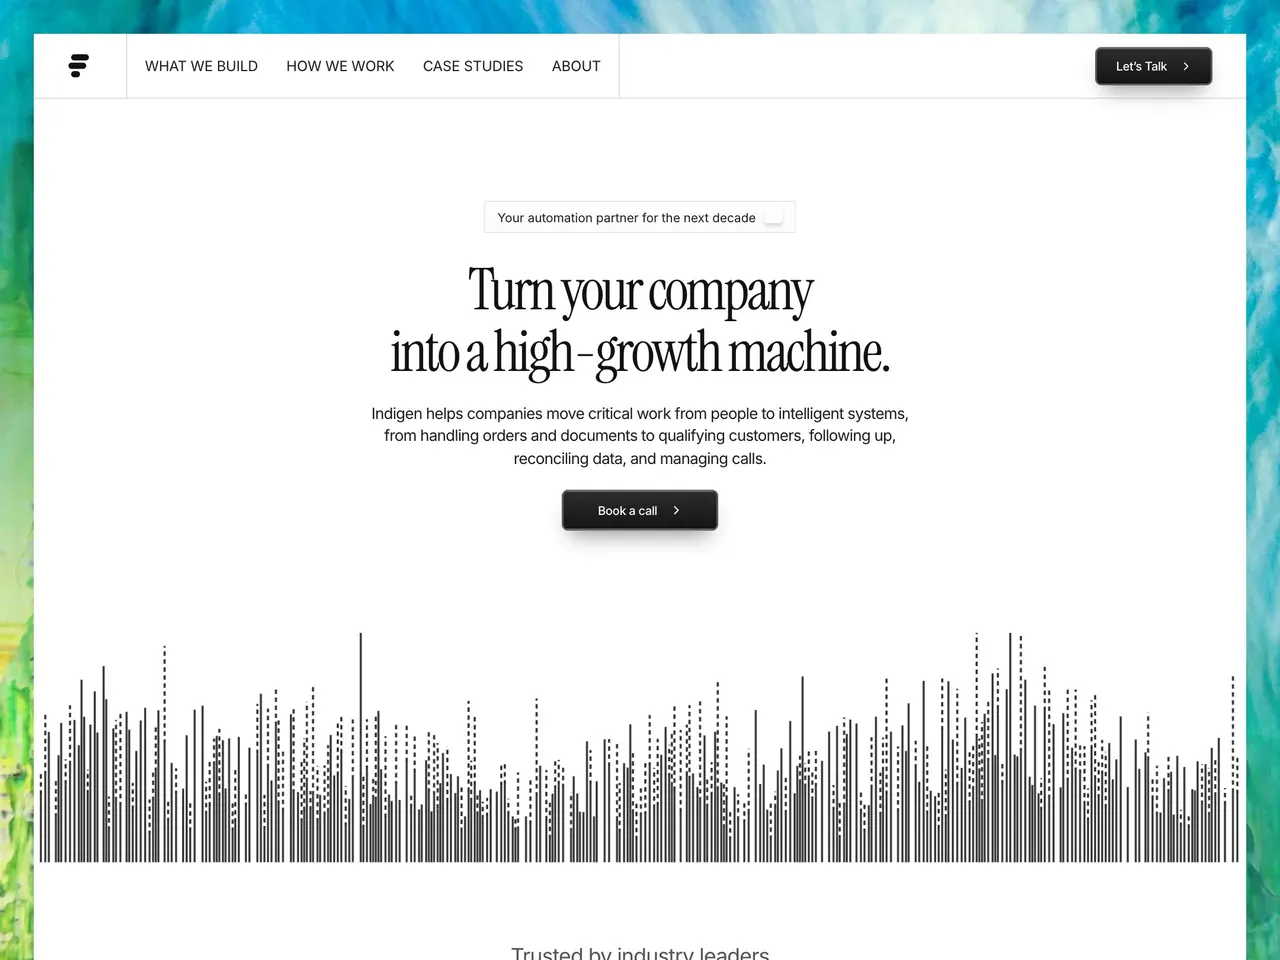 WHAT WE BUILD
HOW WE WORK
CASE STUDIES
ABOUT
Let’s Talk
Your automation partner for the next decade
Turn your company
into a high-growth machine.
Indigen helps companies move critical work from people to intelligent systems,
from handling orders and documents to qualifying customers, following up,
reconciling data, and managing calls.
Book a call
Trusted by industry leaders